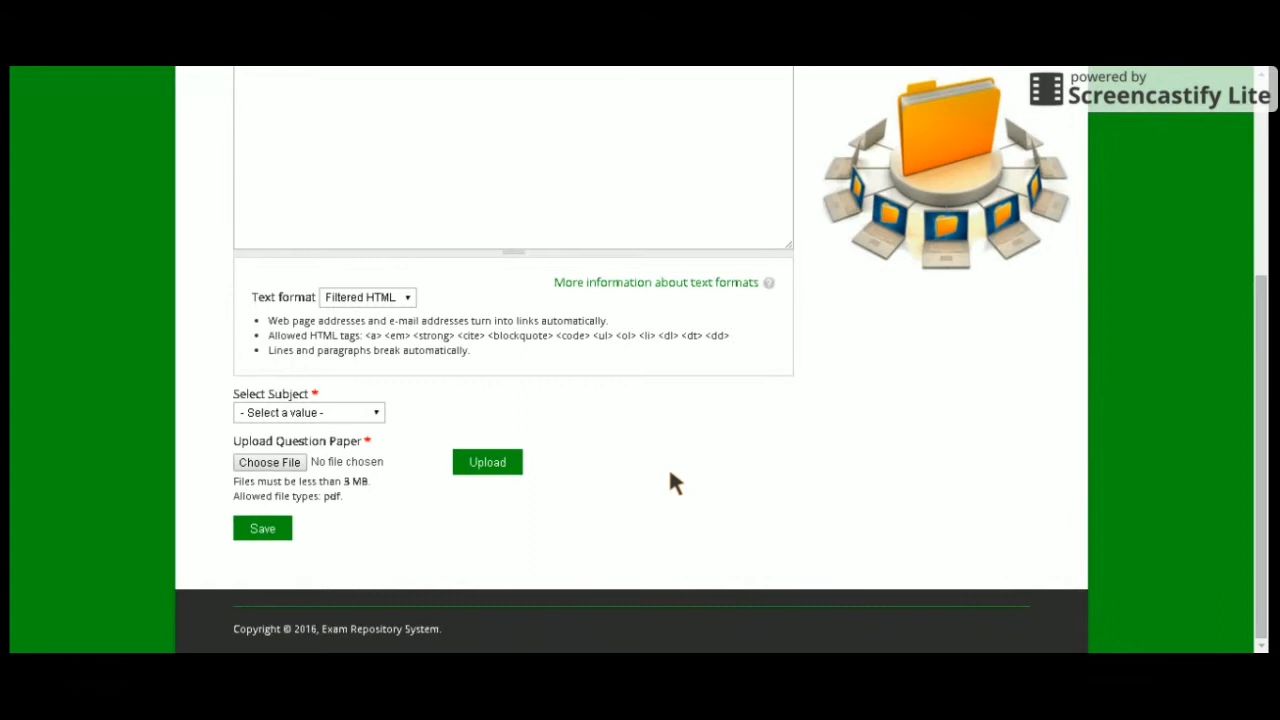 powered by
Screencastify Lite
More information about text formats ?
Text format Filtered HTML
Web page addresses and e-mail addresses turn into links automatically.
Allowed HTML tags: <a> <em> <strong> <cite> <blockquote> <code> <ul> <ol> <li> <dl> <dt> <dd>
Lines and paragraphs break automatically.
Select Subject *
- Select a value -
Upload Question Paper *
Choose File No file chosen Upload
Files must be less than 3 MB.
Allowed file types: pdf.
Save
Copyright © 2016, Exam Repository System.